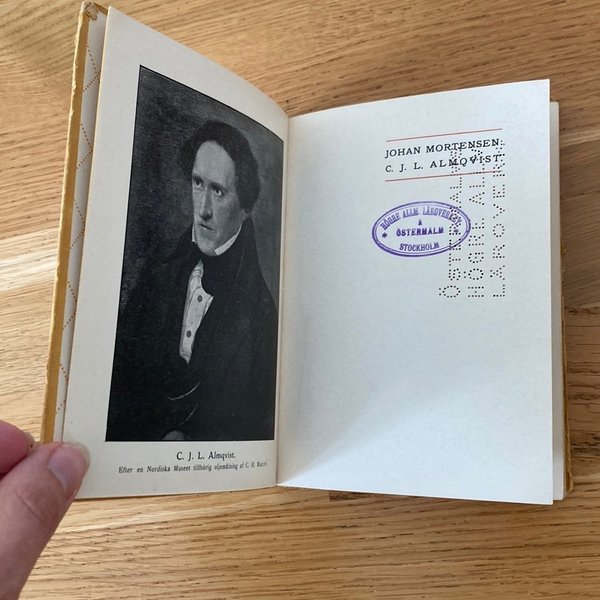 C. J. L. Almqvist.
Efter en Nordiska Museet tillhörig oljemålning af C. P. Mazer.
JOHAN MORTENSEN:
C. J. L. ALMQVIST.
HÖGRE ALLM. LÄROVERKET
Å
ÖSTERMALM
STOCKHOLM
ÖSTERMALMS
HÖGRE ALLM.
LÄROVERK.